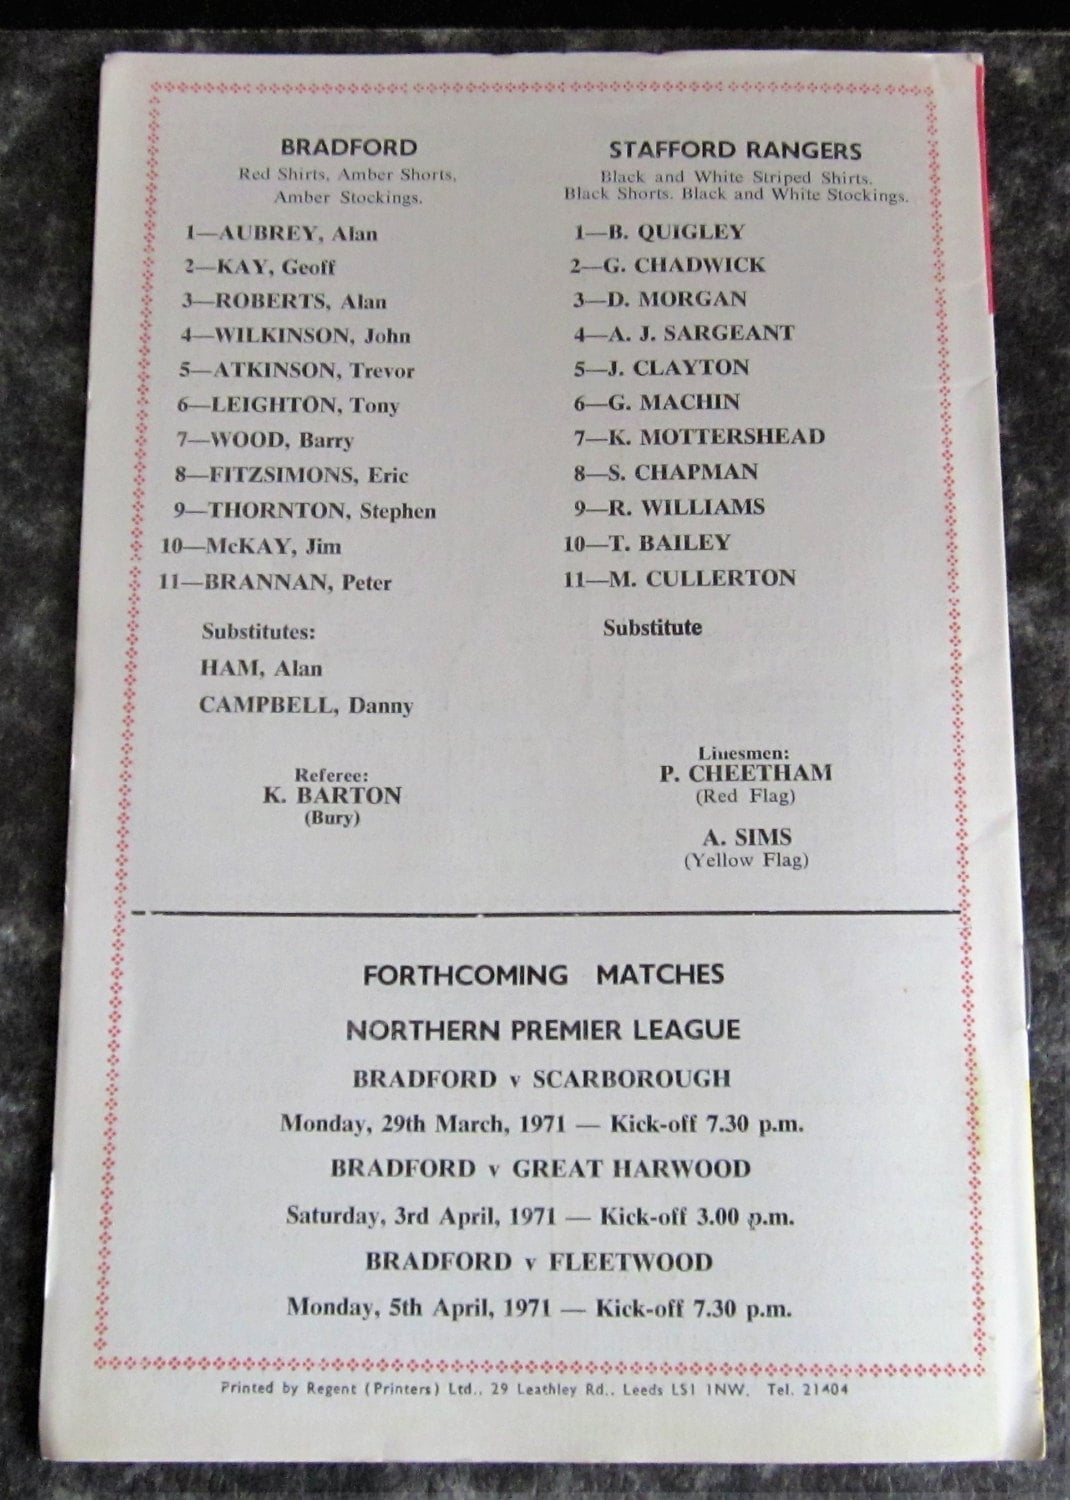 BRADFORD
Red Shirts, Amber Shorts,
Amber Stockings.
1—AUBREY, Alan
2—KAY, Geoff
3—ROBERTS, Alan
4—WILKINSON, John
5—ATKINSON, Trevor
6—LEIGHTON, Tony
7—WOOD, Barry
8—FITZSIMONS, Eric
9—THORNTON, Stephen
10—McKAY, Jim
11—BRANNAN, Peter
Substitutes:
HAM, Alan
CAMPBELL, Danny
Referee:
K. BARTON
(Bury)
STAFFORD RANGERS
Black and White Striped Shirts.
Black Shorts. Black and White Stockings.
1—B. QUIGLEY
2—G. CHADWICK
3—D. MORGAN
4—A. J. SARGEANT
5—J. CLAYTON
6—G. MACHIN
7—K. MOTTERSHEAD
8—S. CHAPMAN
9—R. WILLIAMS
10—T. BAILEY
11—M. CULLERTON
Substitute
Linesmen:
P. CHEETHAM
(Red Flag)
A. SIMS
(Yellow Flag)
FORTHCOMING MATCHES
NORTHERN PREMIER LEAGUE
BRADFORD v SCARBOROUGH
Monday, 29th March, 1971 — Kick-off 7.30 p.m.
BRADFORD v GREAT HARWOOD
Saturday, 3rd April, 1971 — Kick-off 3.00 p.m.
BRADFORD v FLEETWOOD
Monday, 5th April, 1971 — Kick-off 7.30 p.m.
Printed by Regent (Printers) Ltd., 29 Leathley Rd., Leeds LS1 1NW. Tel. 21404